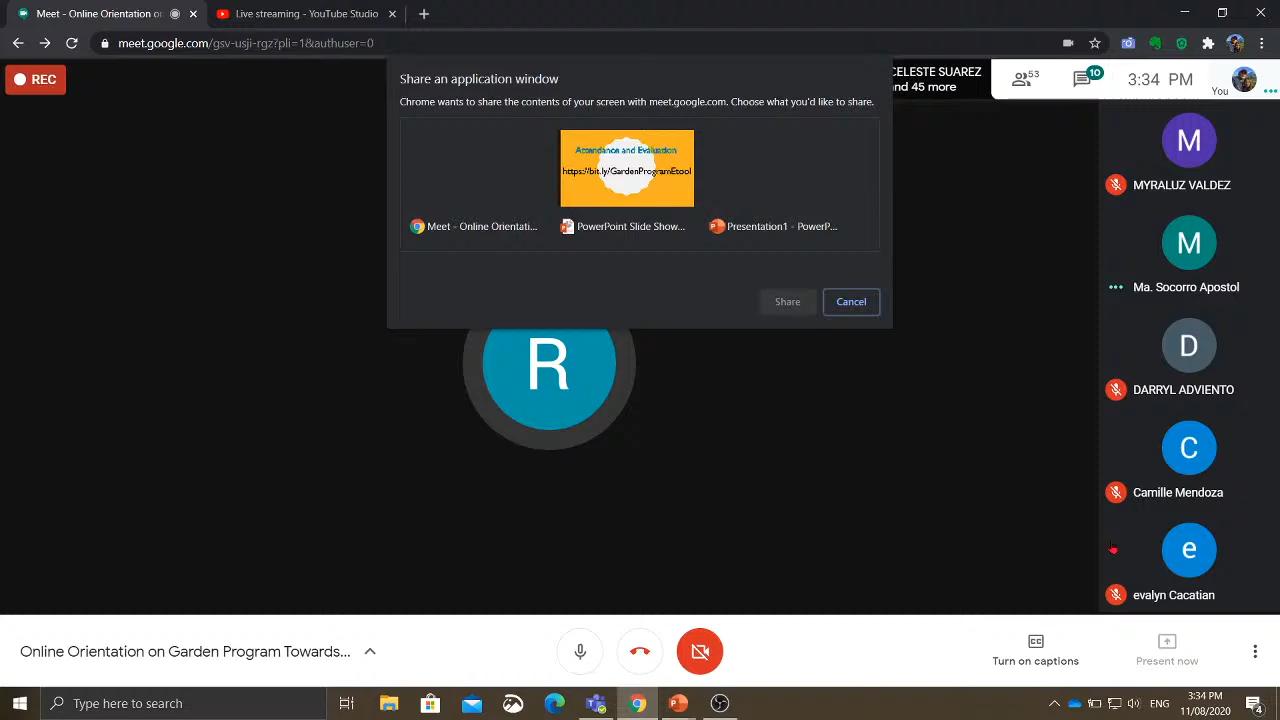 Meet - Online Orientation o
Live streaming - YouTube Studio
meet.google.com/gsv-usji-rgz?pli=1&authuser=0
REC
Share an application window
Chrome wants to share the contents of your screen with meet.google.com. Choose what you'd like to share.
Attendance and Evaluation
https://bit.ly/GardenProgramEtool
Meet - Online Orientati...
PowerPoint Slide Show...
Presentation1 - PowerP...
Share
Cancel
ELESTE SUAREZ
nd 45 more
53
10
3:34 PM
You
M
MYRALUZ VALDEZ
M
Ma. Socorro Apostol
D
DARRYL ADVIENTO
C
Camille Mendoza
e
evalyn Cacatian
R
Online Orientation on Garden Program Towards...
Turn on captions
Present now
Type here to search
ENG
3:34 PM
11/08/2020
4